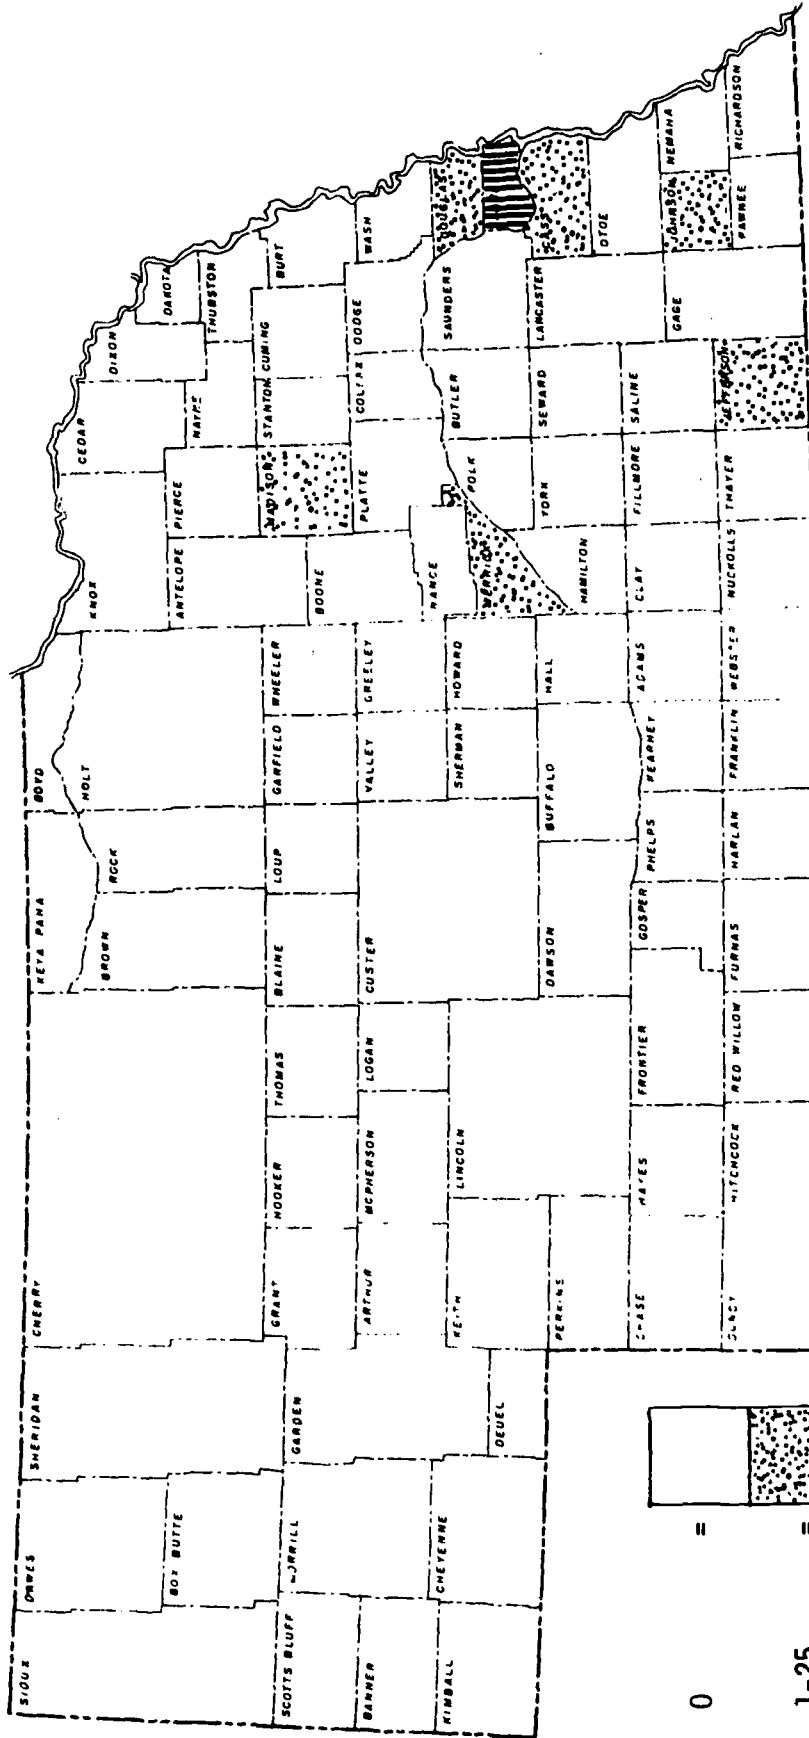 SIOUX
DAWES
SHERIDAN
CHERRY
KEYA PAHA
BOYD
BROWN
ROCK
HOLT
KNOX
CEDAR
DIXON
DAKOTA
BOX BUTTE
ANTELOPE
PIERCE
WAYNE
THURSTON
SCOTTS BLUFF
MORRILL
GARDEN
GRANT
HOOKER
THOMAS
BLAINE
LOUP
GARFIELD
WHEELER
BOONE
MADISON
STANTON
CUMING
BURT
BANNER
ARTHUR
MCPHERSON
LOGAN
CUSTER
VALLEY
GREELEY
PLATTE
COLFAX
DODGE
WASH
KIMBALL
CHEYENNE
DEUEL
KEITH
LINCOLN
SHERMAN
HOWARD
NANCE
MERRICK
POLK
BUTLER
SAUNDERS
DOUGLAS
PERKINS
DAWSON
BUFFALO
HALL
HAMILTON
YORK
SEWARD
LANCASTER
CASS
OTOE
CHASE
HAYES
FRONTIER
GOSPER
PHELPS
KEARNEY
ADAMS
CLAY
FILLMORE
SALINE
GAGE
JOHNSON
NEMAHA
DUNDY
HITCHCOCK
RED WILLOW
FURNAS
HARLAN
FRANKLIN
WEBSTER
NUCKOLLS
THAYER
JEFFERSON
PAWNEE
RICHARDSON
0 =
1-25 =